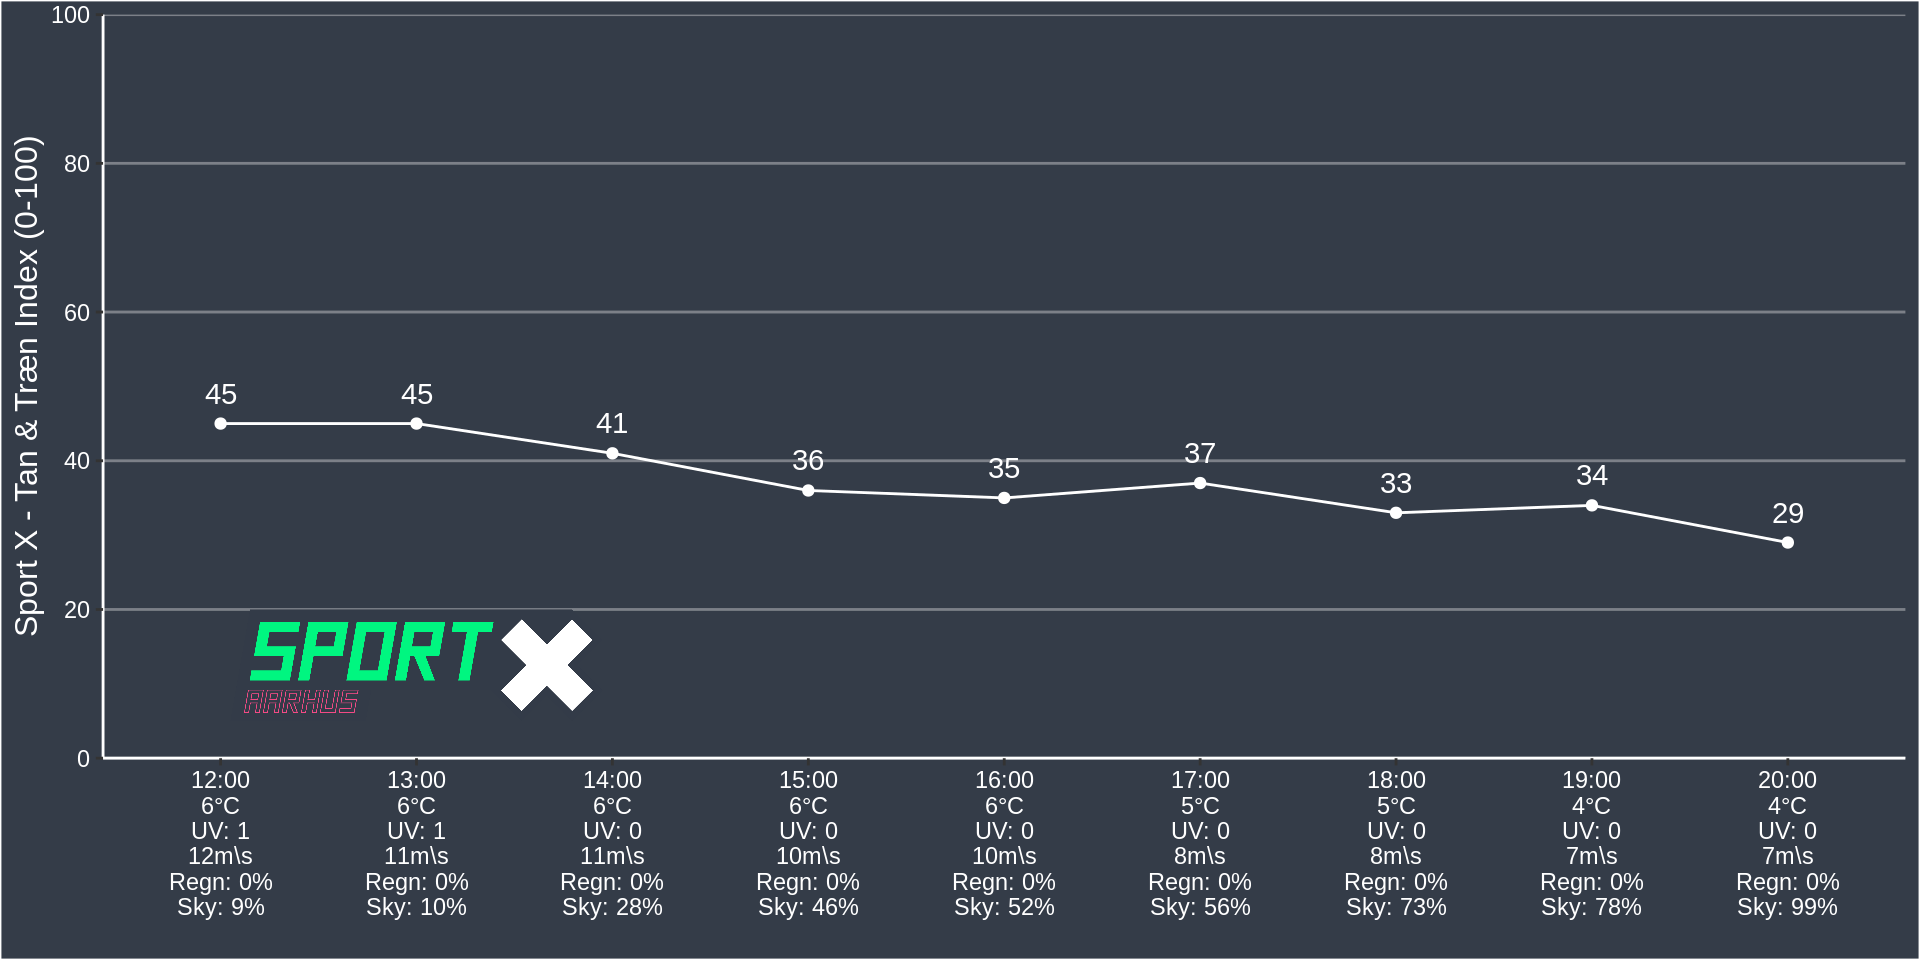 Sport X - Tan & Træn Index (0-100)
100
80
60
40
20
0
45
45
41
36
35
37
33
34
29
SPORT X
AARHUS
12:00 13:00 14:00 15:00 16:00 17:00 18:00 19:00 20:00
6°C 6°C 6°C 6°C 6°C 5°C 5°C 4°C 4°C
UV: 1 UV: 1 UV: 0 UV: 0 UV: 0 UV: 0 UV: 0 UV: 0 UV: 0
12m\s 11m\s 11m\s 10m\s 10m\s 8m\s 8m\s 7m\s 7m\s
Regn: 0% Regn: 0% Regn: 0% Regn: 0% Regn: 0% Regn: 0% Regn: 0% Regn: 0% Regn: 0%
Sky: 9% Sky: 10% Sky: 28% Sky: 46% Sky: 52% Sky: 56% Sky: 73% Sky: 78% Sky: 99%